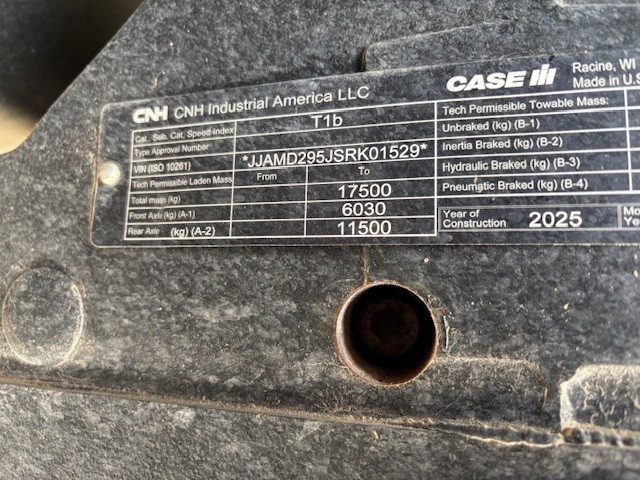 CNH CNH Industrial America LLC
CASE IH Racine, WI
Made in U.S
Cat., Sub. Cat., Speed Index T1b
Type Approval Number
VIN (ISO 10261) *JJAMD295JSRK01529*
Tech Permissible Laden Mass From To
Total mass (kg) 17500
Front Axle (kg) (A-1) 6030
Rear Axle (kg) (A-2) 11500
Tech Permissible Towable Mass:
Unbraked (kg) (B-1)
Inertia Braked (kg) (B-2)
Hydraulic Braked (kg) (B-3)
Pneumatic Braked (kg) (B-4)
Year of Construction 2025
Mo
Ye